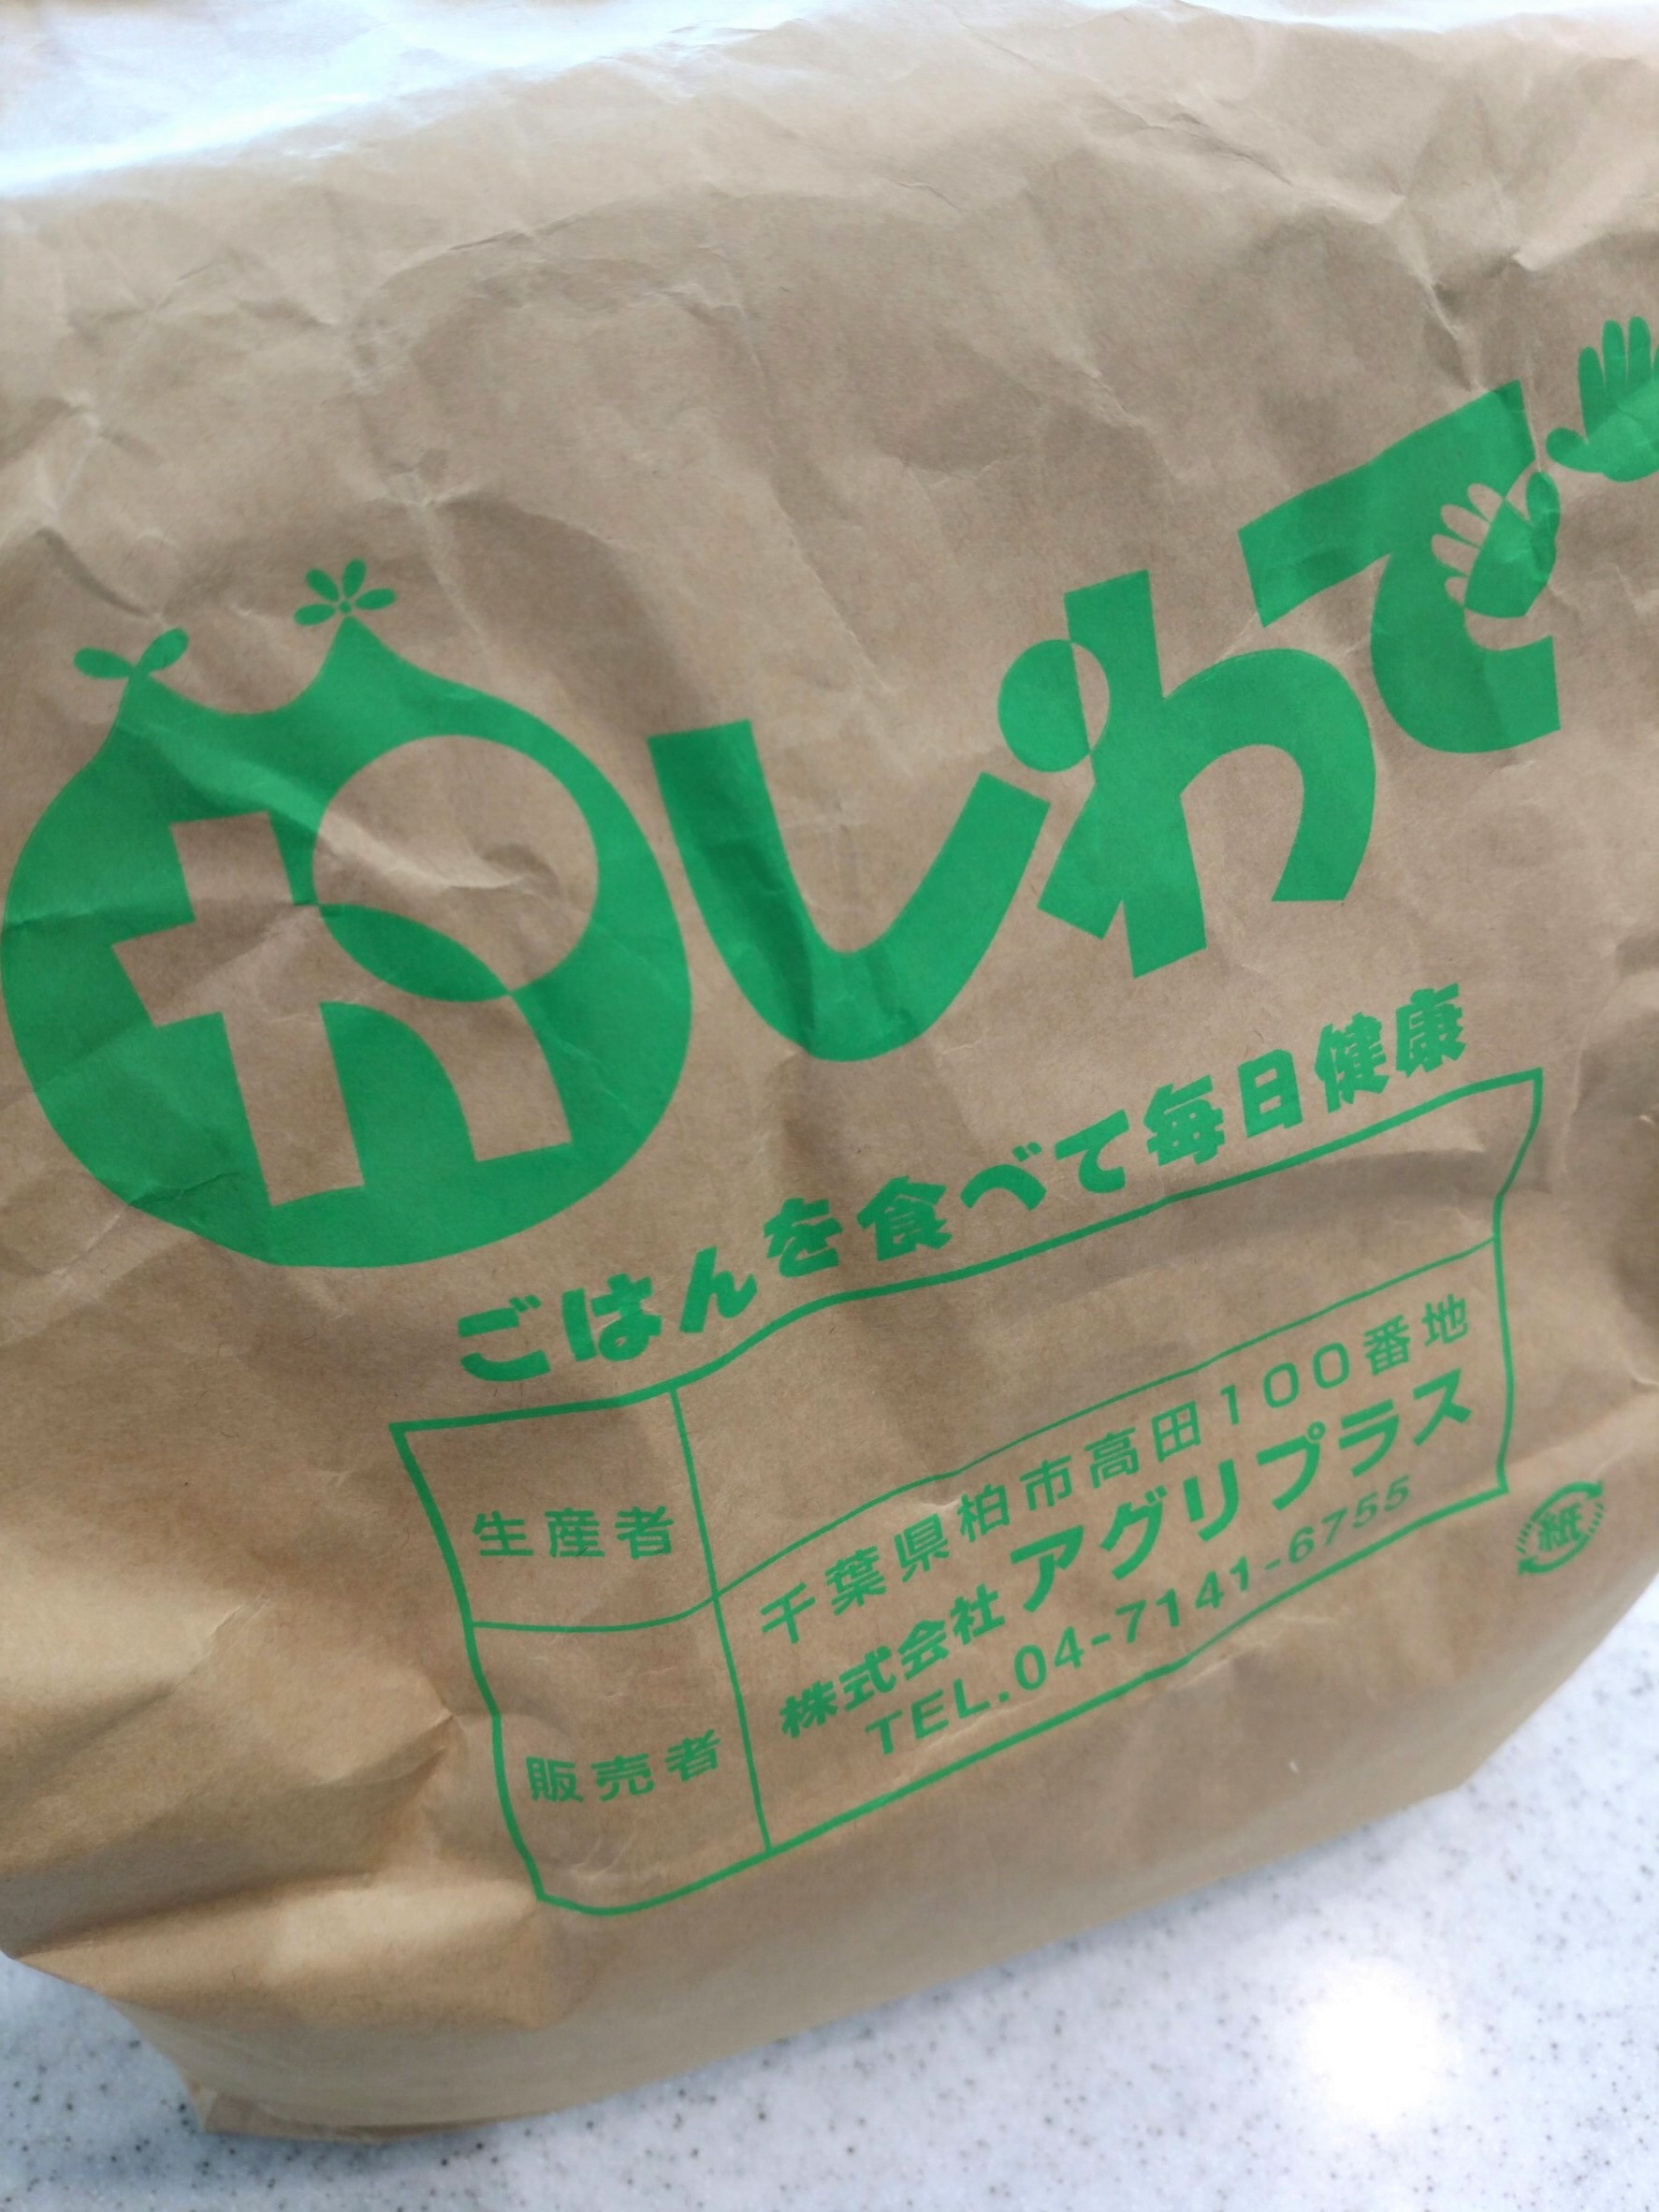 かしわで
ごはんを食べて毎日健康
生産者
販売者
千葉県柏市高田100番地
株式会社アグリプラス
TEL.04-7141-6755
紙